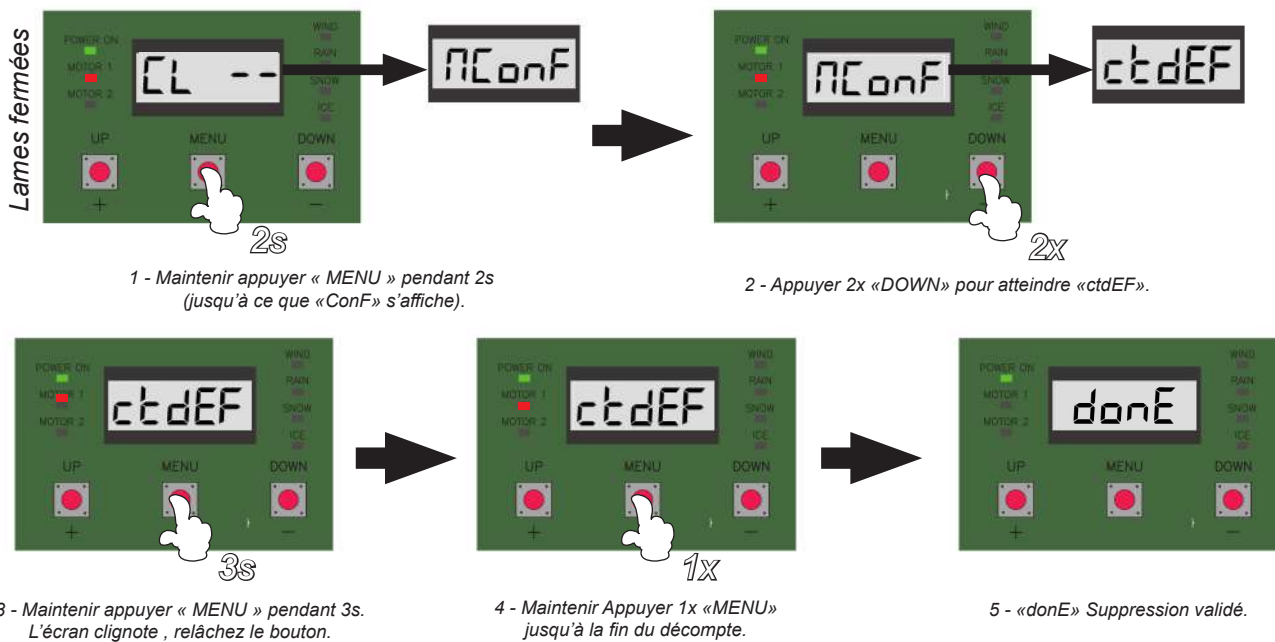 Lames fermées
POWER ON
MOTOR 1
MOTOR 2
WIND
RAIN
SNOW
ICE
CL --
MConF
UP
MENU
DOWN
+
–
2s
1 - Maintenir appuyer « MENU » pendant 2s
(jusqu'à ce que «ConF» s'affiche).
POWER ON
MOTOR 1
MOTOR 2
WIND
RAIN
SNOW
ICE
MConF
ctdEF
UP
MENU
DOWN
+
2x
2 - Appuyer 2x «DOWN» pour atteindre «ctdEF».
POWER ON
MOTOR 1
MOTOR 2
WIND
RAIN
SNOW
ICE
ctdEF
UP
MENU
DOWN
+
–
3s
3 - Maintenir appuyer « MENU » pendant 3s.
L'écran clignote , relâchez le bouton.
POWER ON
MOTOR 1
MOTOR 2
WIND
RAIN
SNOW
ICE
ctdEF
UP
MENU
DOWN
+
–
1x
4 - Maintenir Appuyer 1x «MENU»
jusqu'à la fin du décompte.
POWER ON
MOTOR 1
MOTOR 2
WIND
RAIN
SNOW
ICE
donE
UP
MENU
DOWN
+
–
5 - «donE» Suppression validé.